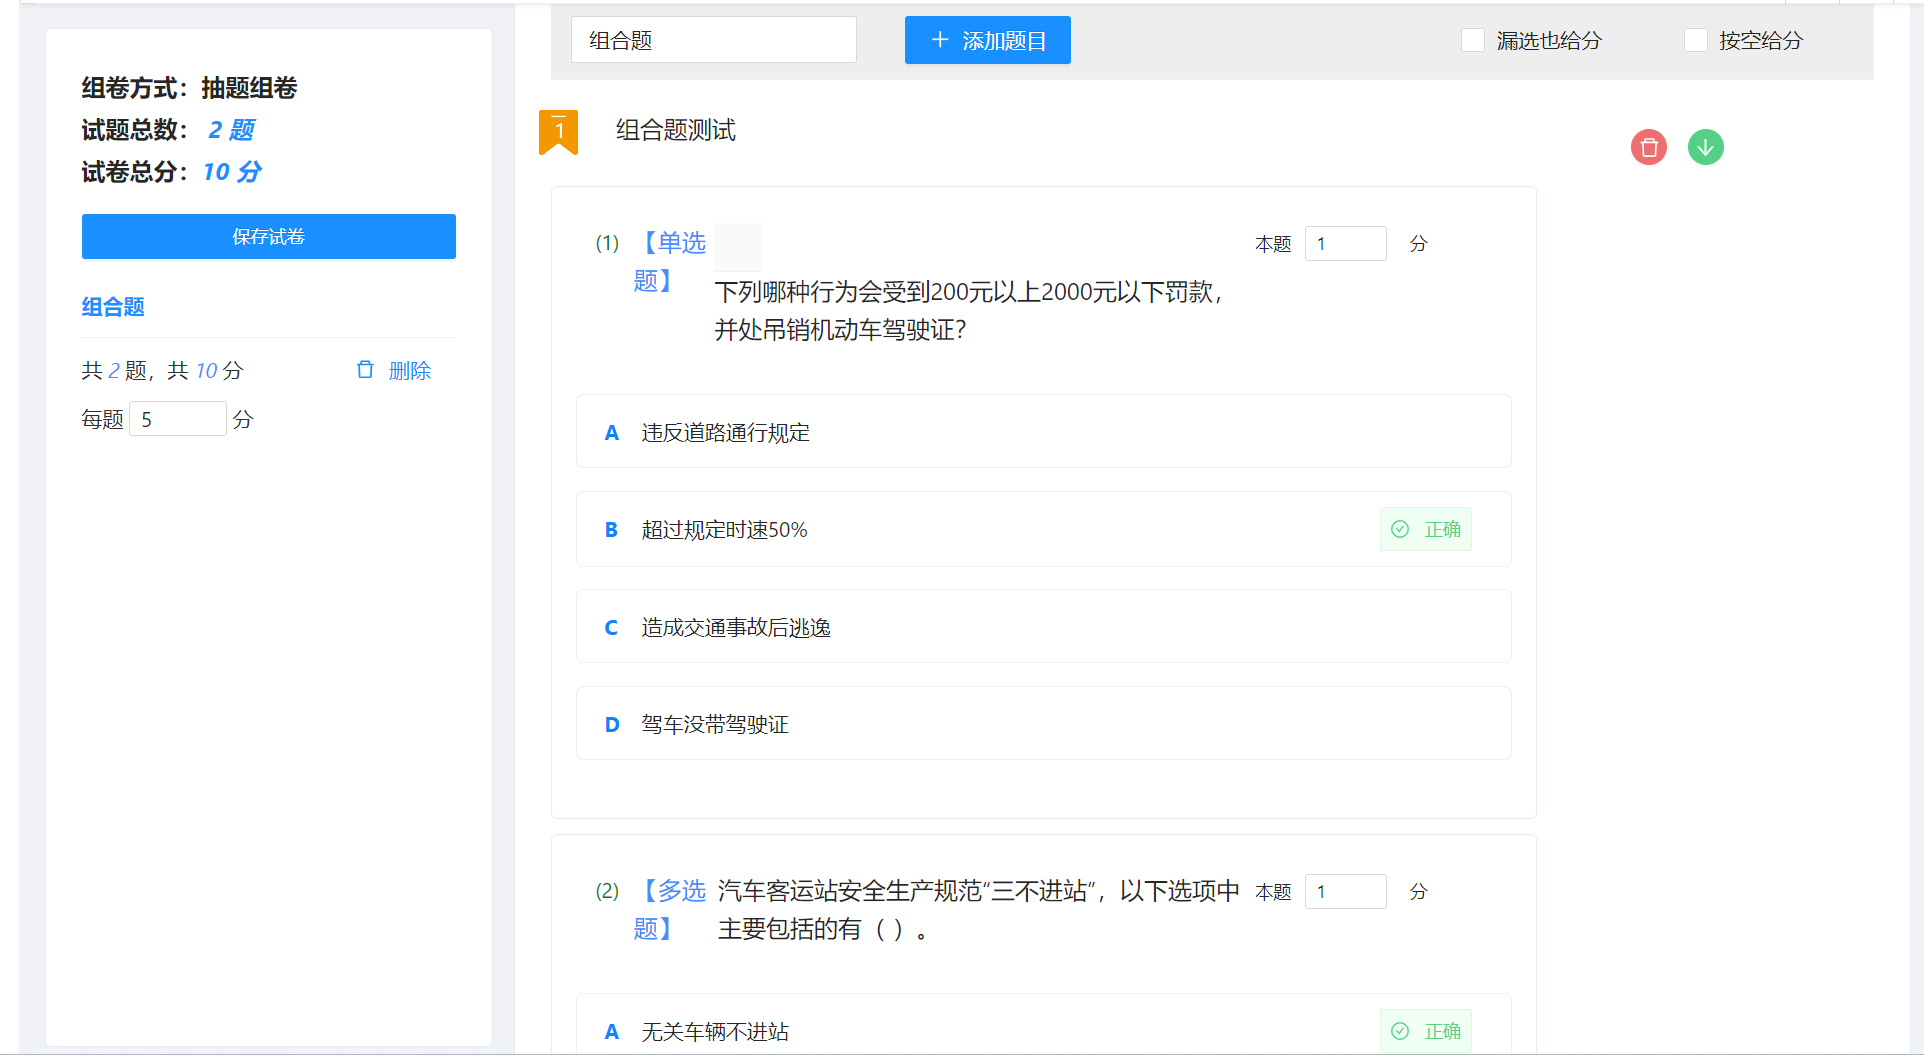 组卷方式：抽题组卷
试题总数： 2 题
试卷总分： 10 分
保存试卷
组合题
共 2 题，共 10 分
删除
每题 5 分
组合题
添加题目
漏选也给分
按空给分
1
组合题测试
(1)
【单选题】
下列哪种行为会受到200元以上2000元以下罚款，
并处吊销机动车驾驶证？
本题 1 分
A 违反道路通行规定
B 超过规定时速50%
正确
C 造成交通事故后逃逸
D 驾车没带驾驶证
(2)
【多选题】
汽车客运站安全生产规范“三不进站”，以下选项中
主要包括的有（ ）。
本题 1 分
A 无关车辆不进站
正确